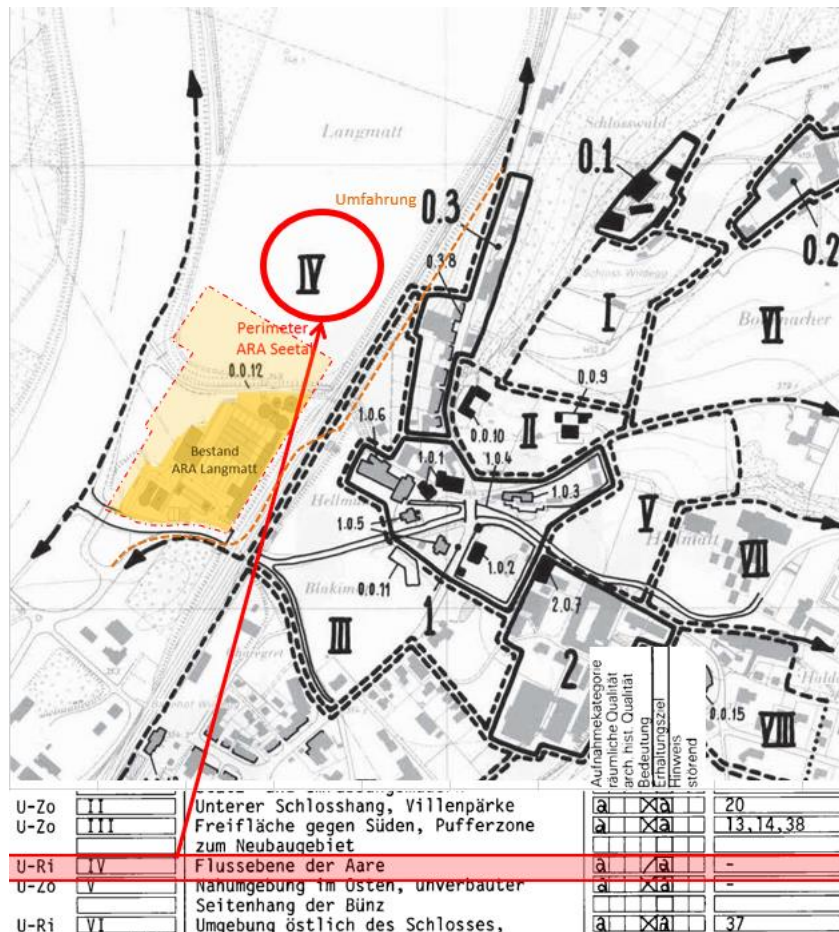 Langmatt
Schlosswald
0.1
Umfahrung
0.3
0.2
0.3.8
IV
Schloss Wildegg
I
VI
Perimeter
ARA Seetal
0.0.12
0.0.9
1.0.6
II
0.0.10
Bestand
ARA Langmatt
1.0.1
1.0.4
1.0.3
V
1.0.5
VII
1.0.2
0.0.11
2.0.7
III
1
2
0.0.15
VIII
Aufnahmekategorie
räumliche Qualität
arch. hist. Qualität
Bedeutung
Erhaltungsziel
Hinweis
störend
U-Zo II Unterer Schlosshang, Villenpärke a X a 20
U-Zo III Freifläche gegen Süden, Pufferzone a X a 13,14,38
zum Neubaugebiet
U-Ri IV Flussebene der Aare a / a -
U-Zo V Nahumgebung im Osten, unverbauter a X a -
Seitenhang der Bünz
U-Ri VI Umgebung östlich des Schlosses, a X a 37